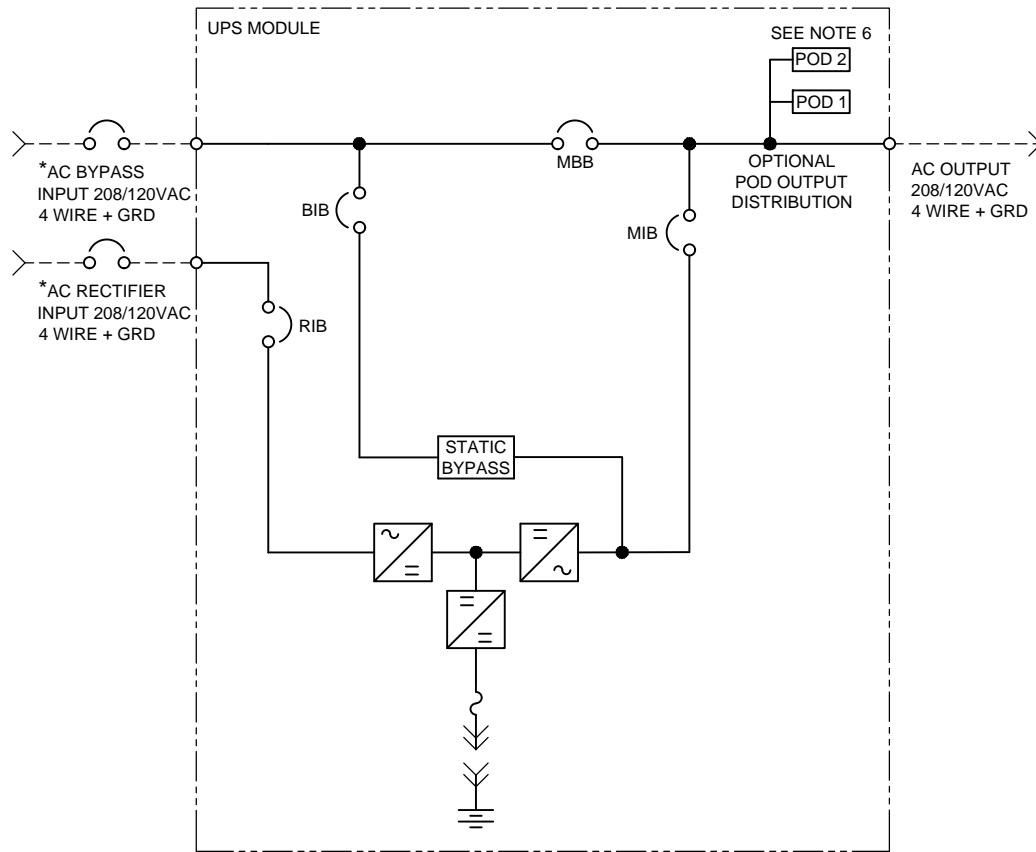 UPS MODULE
SEE NOTE 6
POD 2
POD 1
MBB
*AC BYPASS
INPUT 208/120VAC
4 WIRE + GRD
BIB
OPTIONAL
POD OUTPUT
DISTRIBUTION
AC OUTPUT
208/120VAC
4 WIRE + GRD
MIB
*AC RECTIFIER
INPUT 208/120VAC
4 WIRE + GRD
RIB
STATIC
BYPASS